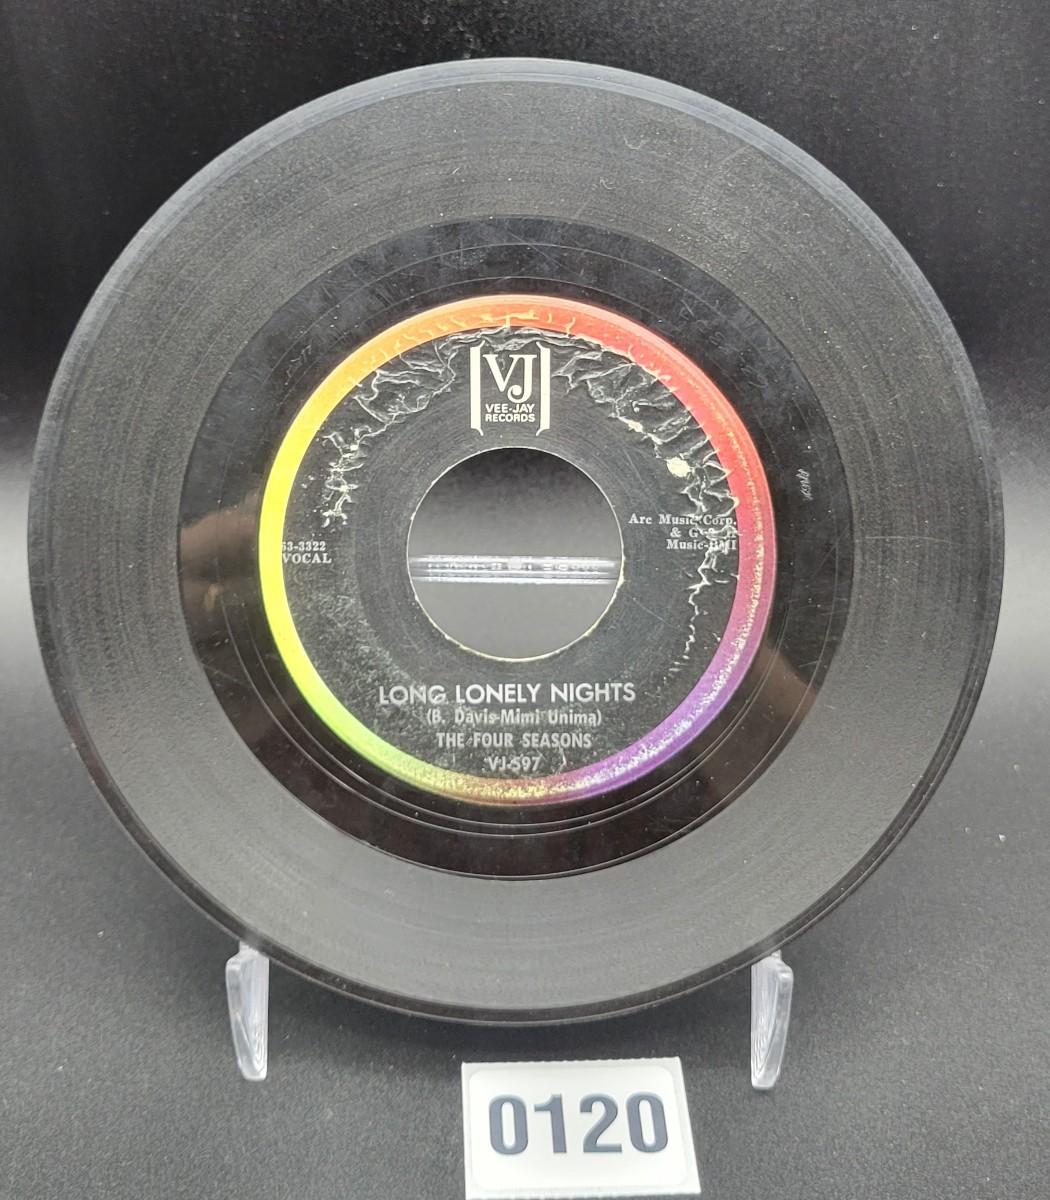 VJ
VEE-JAY
RECORDS
63-3322
VOCAL
Arc Music Corp.
& G
Music-BMI
LONG LONELY NIGHTS
(B. Davis-Mimi Unima)
THE FOUR SEASONS
VJ-597
0120